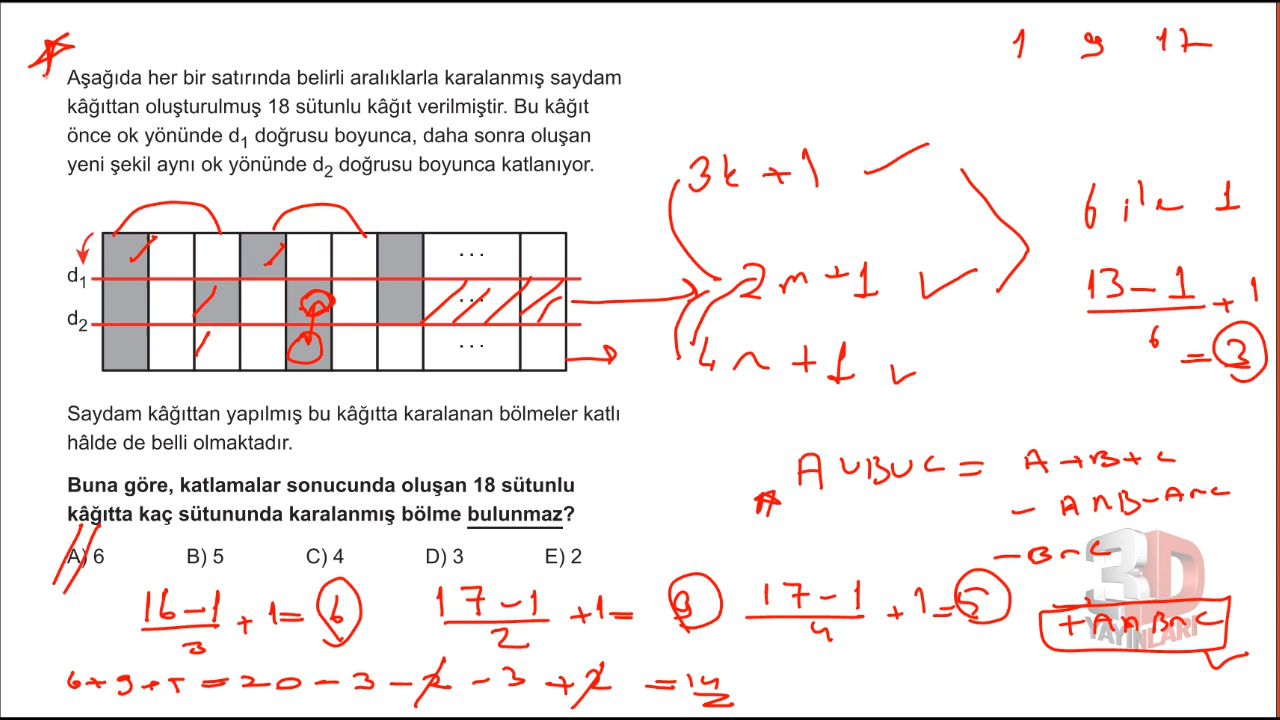 1 9 17
Aşağıda her bir satırında belirli aralıklarla karalanmış saydam
kâğıttan oluşturulmuş 18 sütunlu kâğıt verilmiştir. Bu kâğıt
önce ok yönünde d1 doğrusu boyunca, daha sonra oluşan
yeni şekil aynı ok yönünde d2 doğrusu boyunca katlanıyor.
d1
d2
...
...
...
3k + 1
2m + 1
4n + 1
6 ile 1
13 - 1 / 6 + 1
= 3
Saydam kâğıttan yapılmış bu kâğıtta karalanan bölmeler katlı
hâlde de belli olmaktadır.
Buna göre, katlamalar sonucunda oluşan 18 sütunlu
kâğıtta kaç sütununda karalanmış bölme bulunmaz?
A) 6 B) 5 C) 4 D) 3 E) 2
A∪B∪C = A+B+C
- A∩B - A∩C
- B∩C
+ A∩B∩C
3D
YAYINLARI
16-1 / 3 + 1 = 6
17-1 / 2 + 1 = 9
17-1 / 4 + 1 = 5
6+9+5 = 20 - 3 - 2 - 3 + 2 = 14